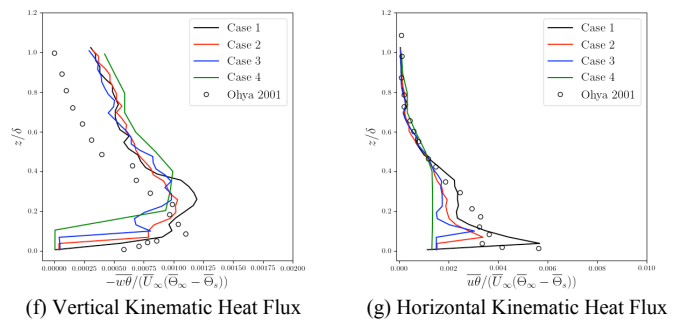 1.2
1.0
0.8
0.6
0.4
0.2
0.0
z/δ
Case 1
Case 2
Case 3
Case 4
Ohya 2001
0.00000 0.00025 0.00050 0.00075 0.00100 0.00125 0.00150 0.00175 0.00200
−w̅θ̅/(U̅∞(Θ̅∞ − Θ̅s))
(f) Vertical Kinematic Heat Flux
1.2
1.0
0.8
0.6
0.4
0.2
0.0
z/δ
Case 1
Case 2
Case 3
Case 4
Ohya 2001
0.000 0.002 0.004 0.006 0.008 0.010
u̅θ̅/(U̅∞(Θ̅∞ − Θ̅s))
(g) Horizontal Kinematic Heat Flux